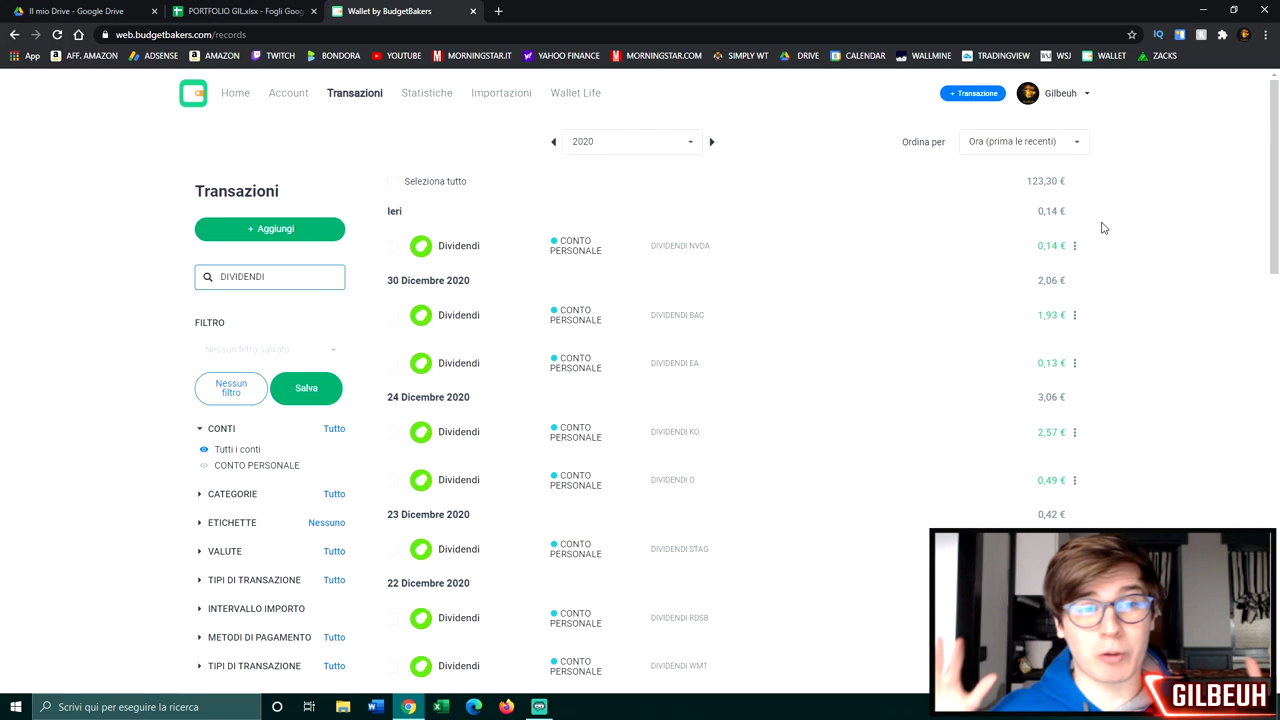 Il mio Drive - Google Drive
PORTFOLIO GIL.xlsx - Fogli Goog
Wallet by BudgetBakers
web.budgetbakers.com/records
App
AFF. AMAZON
ADSENSE
AMAZON
TWITCH
BONDORA
YOUTUBE
MORNINGSTAR.IT
YAHOO FINANCE
MORNINGSTAR.COM
SIMPLY WT
DRIVE
CALENDAR
WALLMINE
TRADINGVIEW
WSJ
WALLET
ZACKS
Home
Account
Transazioni
Statistiche
Importazioni
Wallet Life
+ Transazione
Gilbeuh
2020
Ordina per
Ora (prima le recenti)
Transazioni
+ Aggiungi
DIVIDENDI
FILTRO
Nessun filtro salvato
Nessun
filtro
Salva
CONTI
Tutto
Tutti i conti
CONTO PERSONALE
CATEGORIE
Tutto
ETICHETTE
Nessuno
VALUTE
Tutto
TIPI DI TRANSAZIONE
Tutto
INTERVALLO IMPORTO
METODI DI PAGAMENTO
Tutto
TIPI DI TRANSAZIONE
Tutto
Seleziona tutto
123,30 €
Ieri
0,14 €
Dividendi
CONTO
PERSONALE
DIVIDENDI NVDA
0,14 €
30 Dicembre 2020
2,06 €
Dividendi
CONTO
PERSONALE
DIVIDENDI BAC
1,93 €
Dividendi
CONTO
PERSONALE
DIVIDENDI EA
0,13 €
24 Dicembre 2020
3,06 €
Dividendi
CONTO
PERSONALE
DIVIDENDI KO
2,57 €
Dividendi
CONTO
PERSONALE
DIVIDENDI O
0,49 €
23 Dicembre 2020
0,42 €
Dividendi
CONTO
PERSONALE
DIVIDENDI STAG
22 Dicembre 2020
Dividendi
CONTO
PERSONALE
DIVIDENDI RDSB
Dividendi
CONTO
PERSONALE
DIVIDENDI WMT
GILBEUH
Scrivi qui per eseguire la ricerca